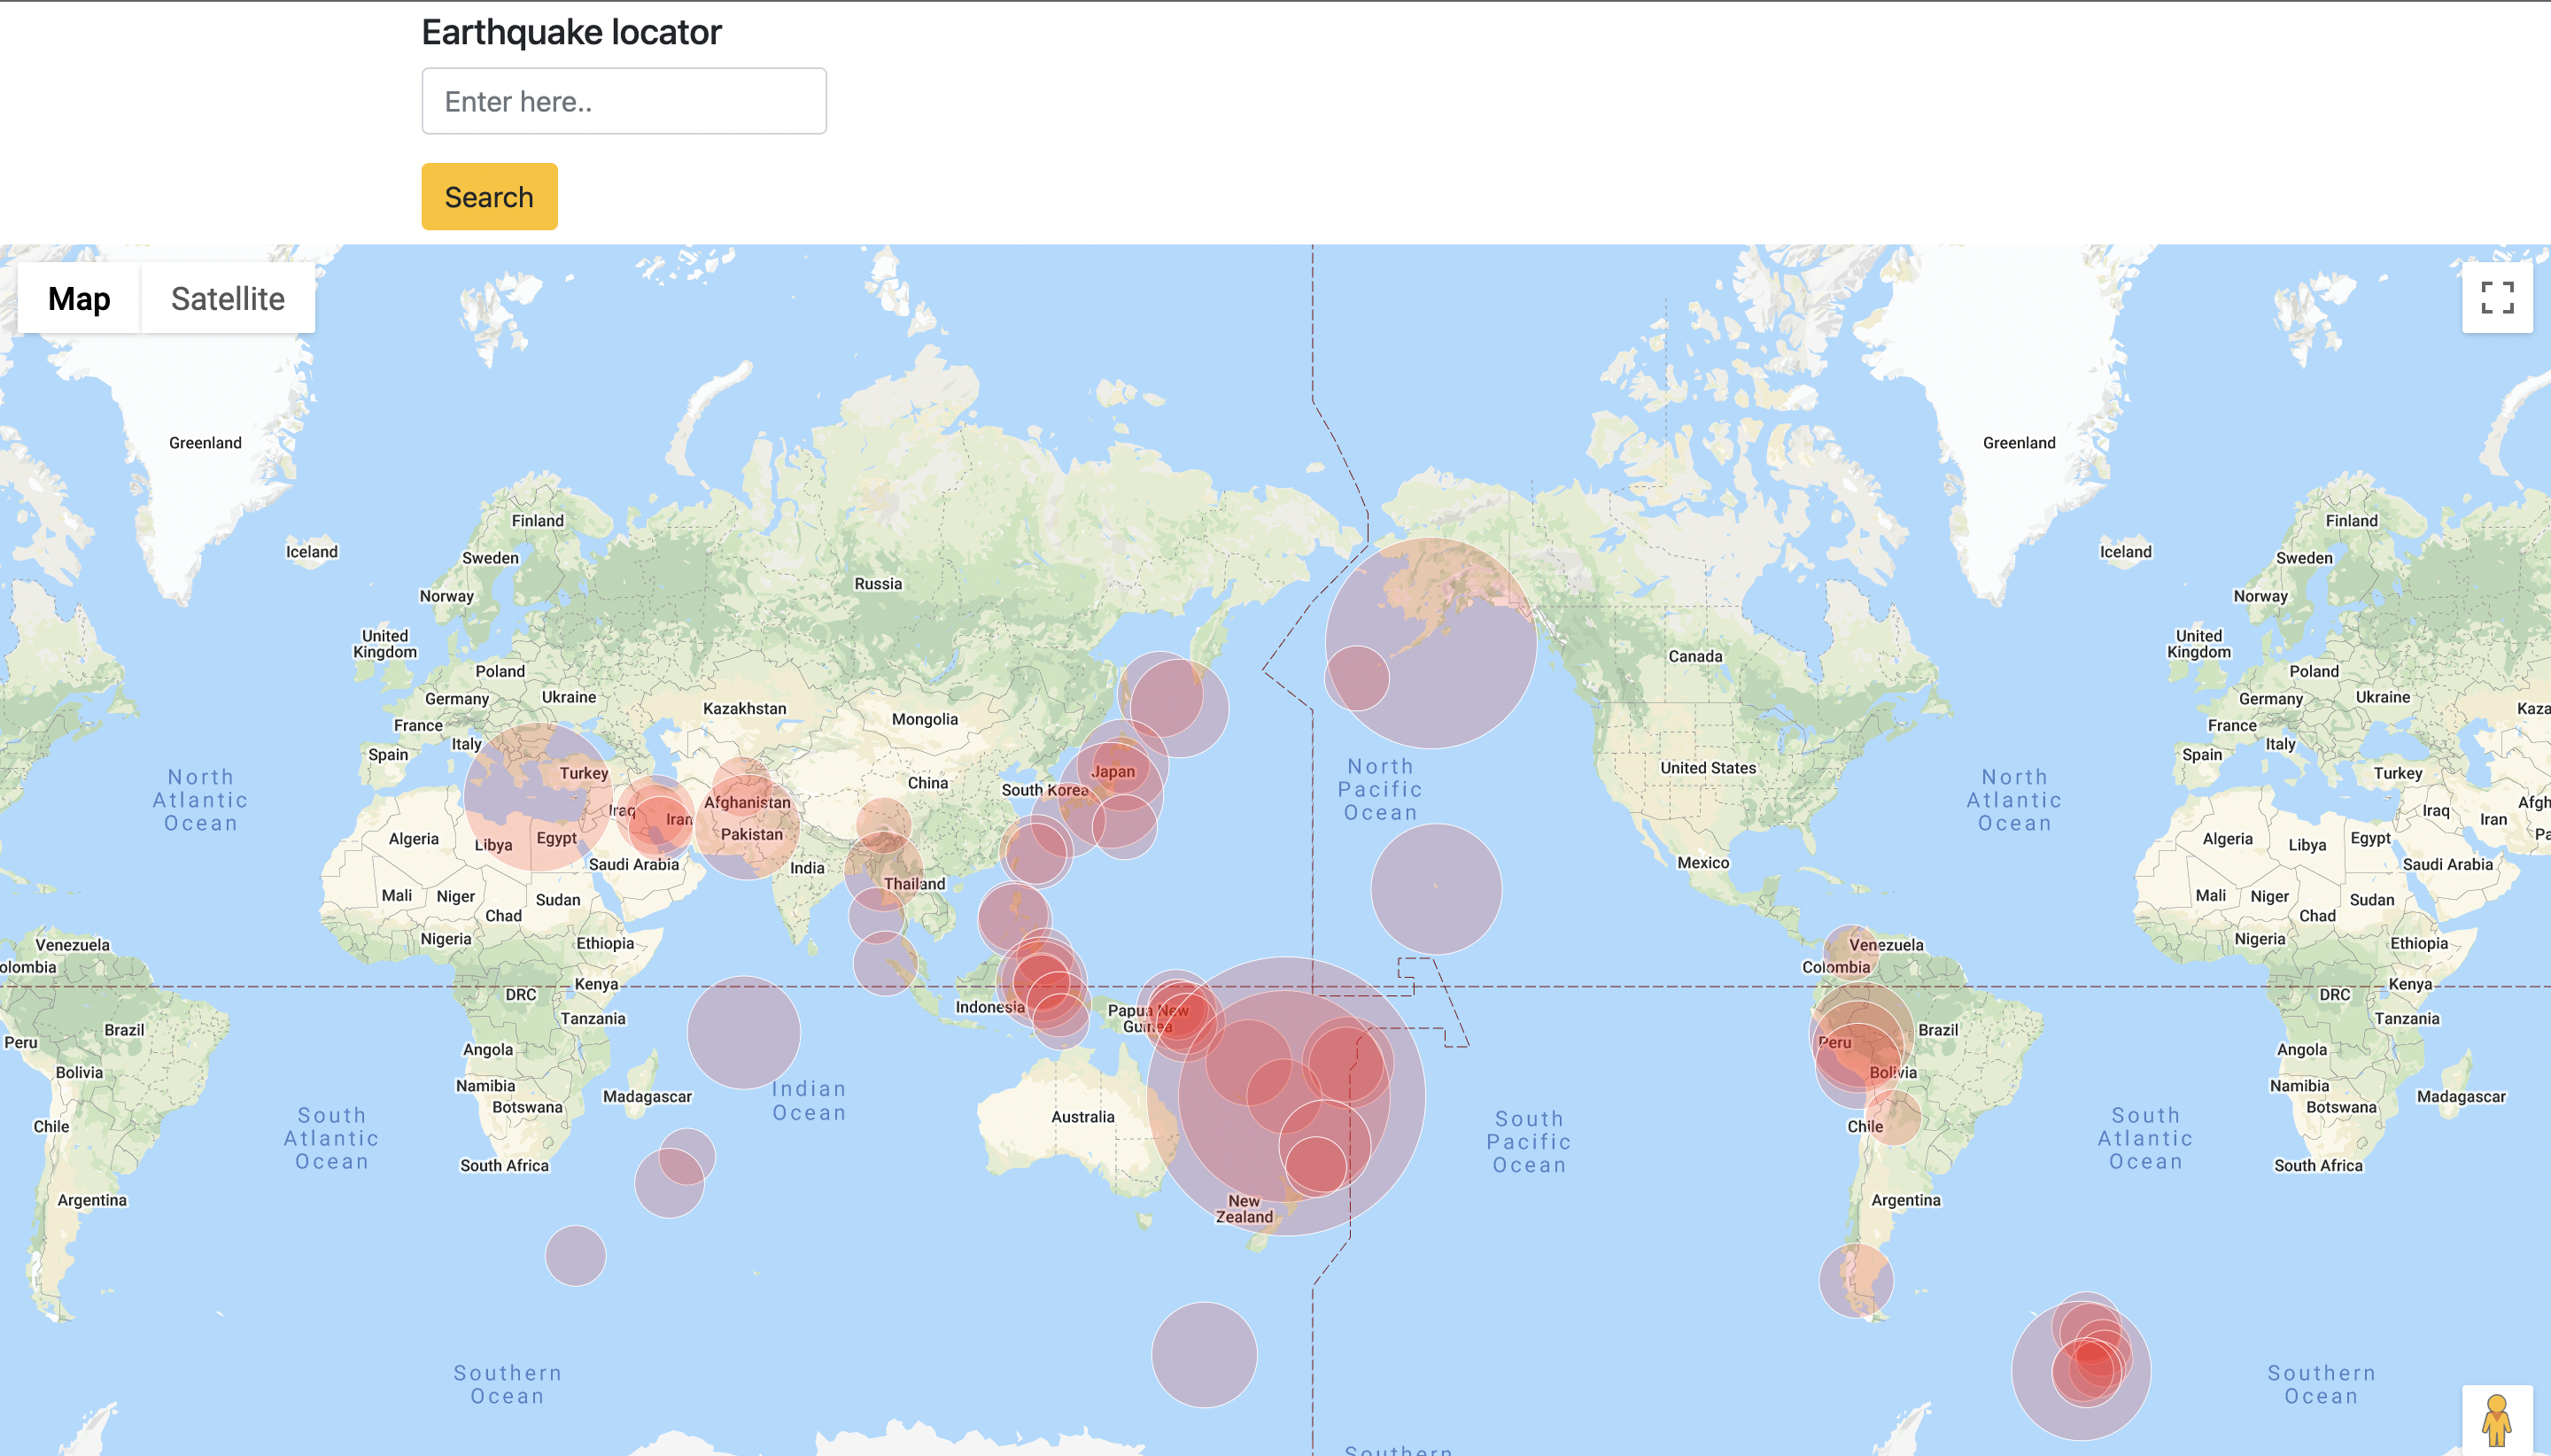 Earthquake locator
Enter here..
Search
Map
Satellite
Greenland
Greenland
Finland
Finland
Iceland
Iceland
Sweden
Sweden
Russia
Norway
Norway
United
Kingdom
United
Kingdom
Canada
Poland
Poland
Germany
Ukraine
Germany
Ukraine
Kazakhstan
Kaza
Mongolia
France
France
Italy
Italy
Spain
Spain
North
Atlantic
Ocean
Turkey
Japan
North
Pacific
Ocean
United States
North
Atlantic
Ocean
Turkey
China
South Korea
Afghanistan
Afgh
Iraq
Iran
Iraq
Iran
Pakistan
Pa
Algeria
Libya
Egypt
Algeria
Libya
Egypt
Saudi Arabia
India
Mexico
Saudi Arabia
Thailand
Mali
Niger
Sudan
Chad
Mali
Niger
Sudan
Chad
Nigeria
Ethiopia
Nigeria
Ethiopia
Venezuela
Venezuela
olombia
Colombia
DRC
Kenya
DRC
Kenya
Indonesia
Papua New
Guinea
Tanzania
Tanzania
Brazil
Brazil
Peru
Peru
Angola
Angola
Bolivia
Bolivia
Namibia
Namibia
Madagascar
Madagascar
Indian
Ocean
Botswana
Botswana
Australia
Chile
Chile
South
Atlantic
Ocean
South
Pacific
Ocean
South
Atlantic
Ocean
South Africa
South Africa
Argentina
Argentina
New
Zealand
Southern
Ocean
Southern
Ocean
Southern